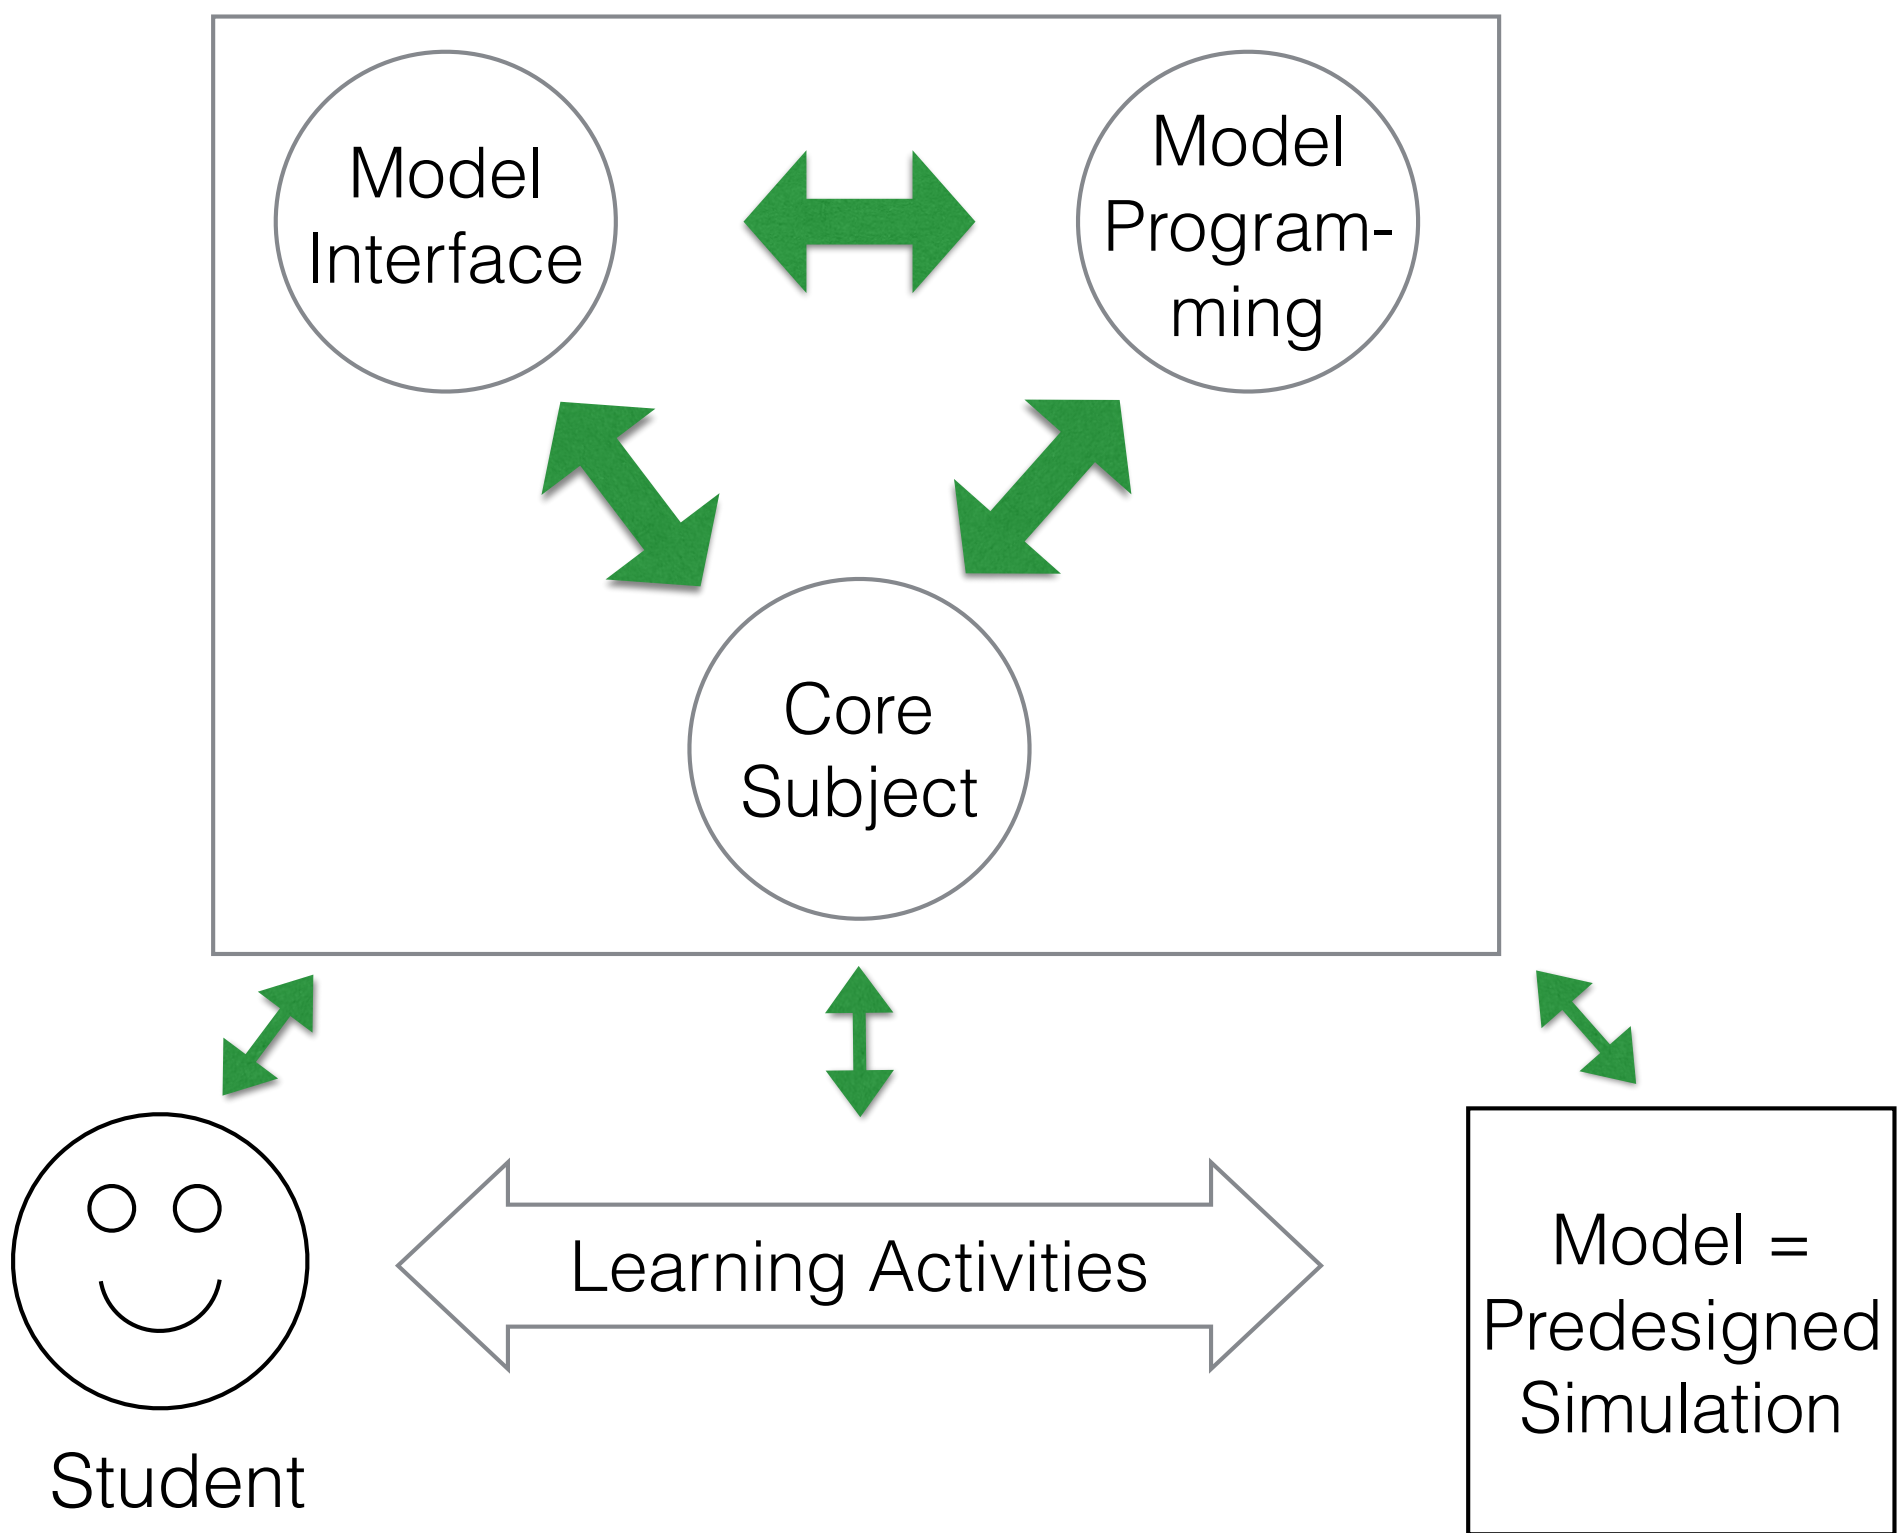 Model
Interface
Model
Program-
ming
Core
Subject
Learning Activities
Model =
Predesigned
Simulation
Student